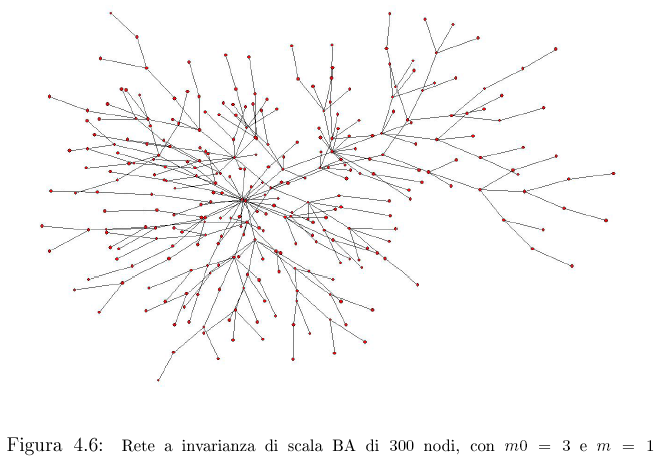 Figura 4.6: Rete a invarianza di scala BA di 300 nodi, con m0 = 3 e m = 1